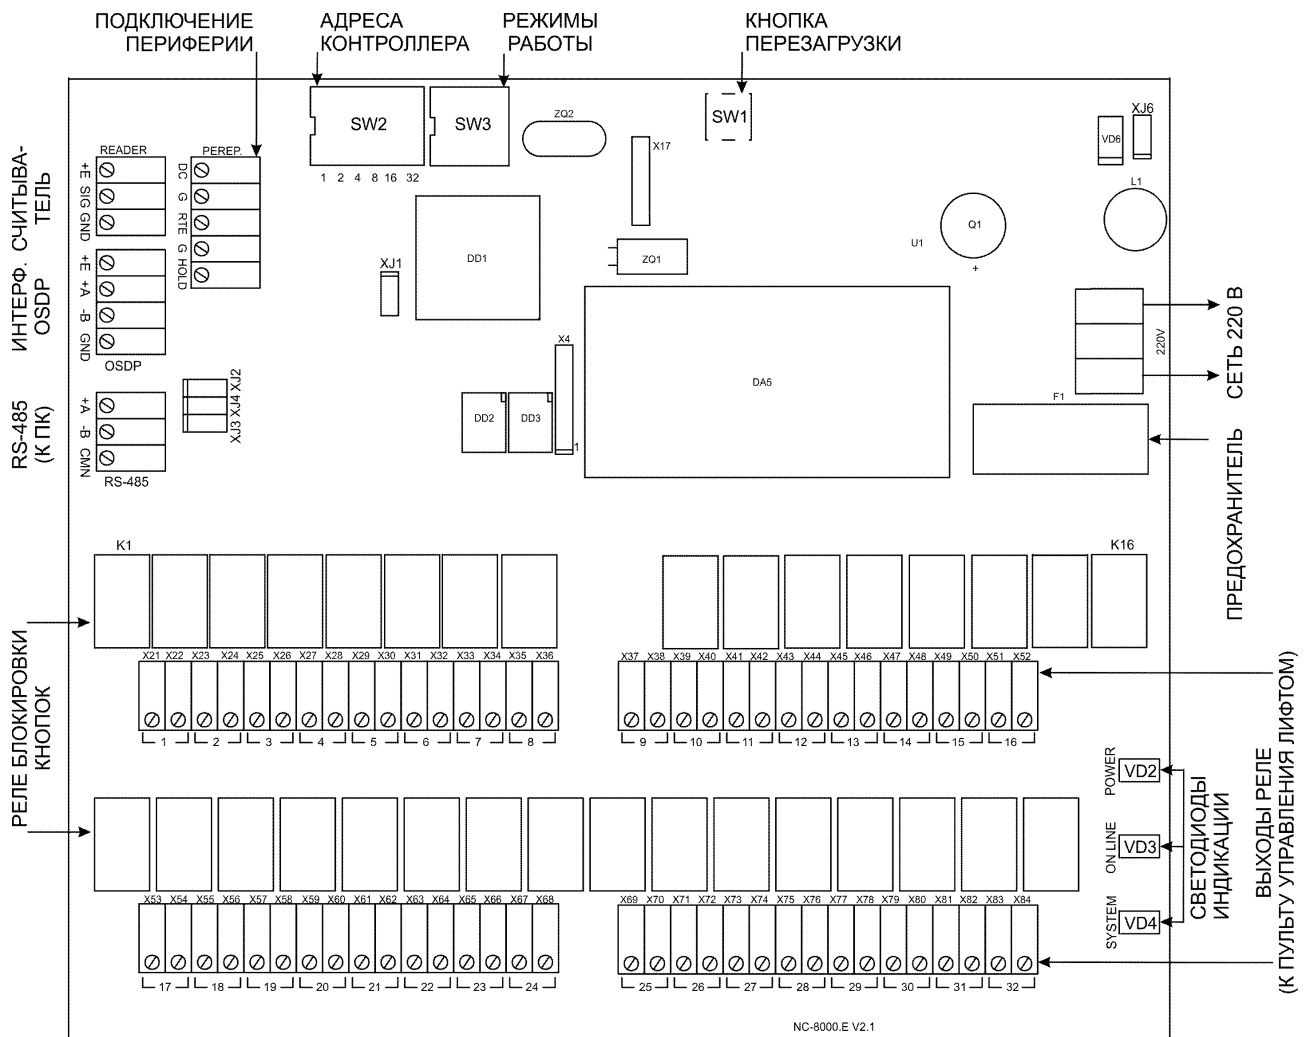 ПОДКЛЮЧЕНИЕ
ПЕРИФЕРИИ
АДРЕСА
КОНТРОЛЛЕРА
РЕЖИМЫ
РАБОТЫ
КНОПКА
ПЕРЕЗАГРУЗКИ
SW2
SW3
ZQ2
SW1
X17
VD6
XJ6
1 2 4 8 16 32
READER
+E
SIG
GND
PEREP.
DC
G
RTE
G
HOLD
СЧИТЫВА-
ТЕЛЬ
L1
Q1
U1
+
DD1
ZQ1
XJ1
ИНТЕРФ.
OSDP
+E
+A
-B
GND
OSDP
X4
DA5
220V
СЕТЬ 220 В
F1
XJ2
XJ4
XJ3
DD2
DD3
1
RS-485
(К ПК)
+A
-B
CMN
RS-485
ПРЕДОХРАНИТЕЛЬ
K1
K16
РЕЛЕ БЛОКИРОВКИ
КНОПОК
X21 X22 X23 X24 X25 X26 X27 X28 X29 X30 X31 X32 X33 X34 X35 X36
X37 X38 X39 X40 X41 X42 X43 X44 X45 X46 X47 X48 X49 X50 X51 X52
1 2 3 4 5 6 7 8
9 10 11 12 13 14 15 16
POWER
VD2
ON LINE
VD3
SYSTEM
VD4
СВЕТОДИОДЫ
ИНДИКАЦИИ
ВЫХОДЫ РЕЛЕ
(К ПУЛЬТУ УПРАВЛЕНИЯ ЛИФТОМ)
X53 X54 X55 X56 X57 X58 X59 X60 X61 X62 X63 X64 X65 X66 X67 X68
X69 X70 X71 X72 X73 X74 X75 X76 X77 X78 X79 X80 X81 X82 X83 X84
17 18 19 20 21 22 23 24
25 26 27 28 29 30 31 32
NC-8000.E V2.1